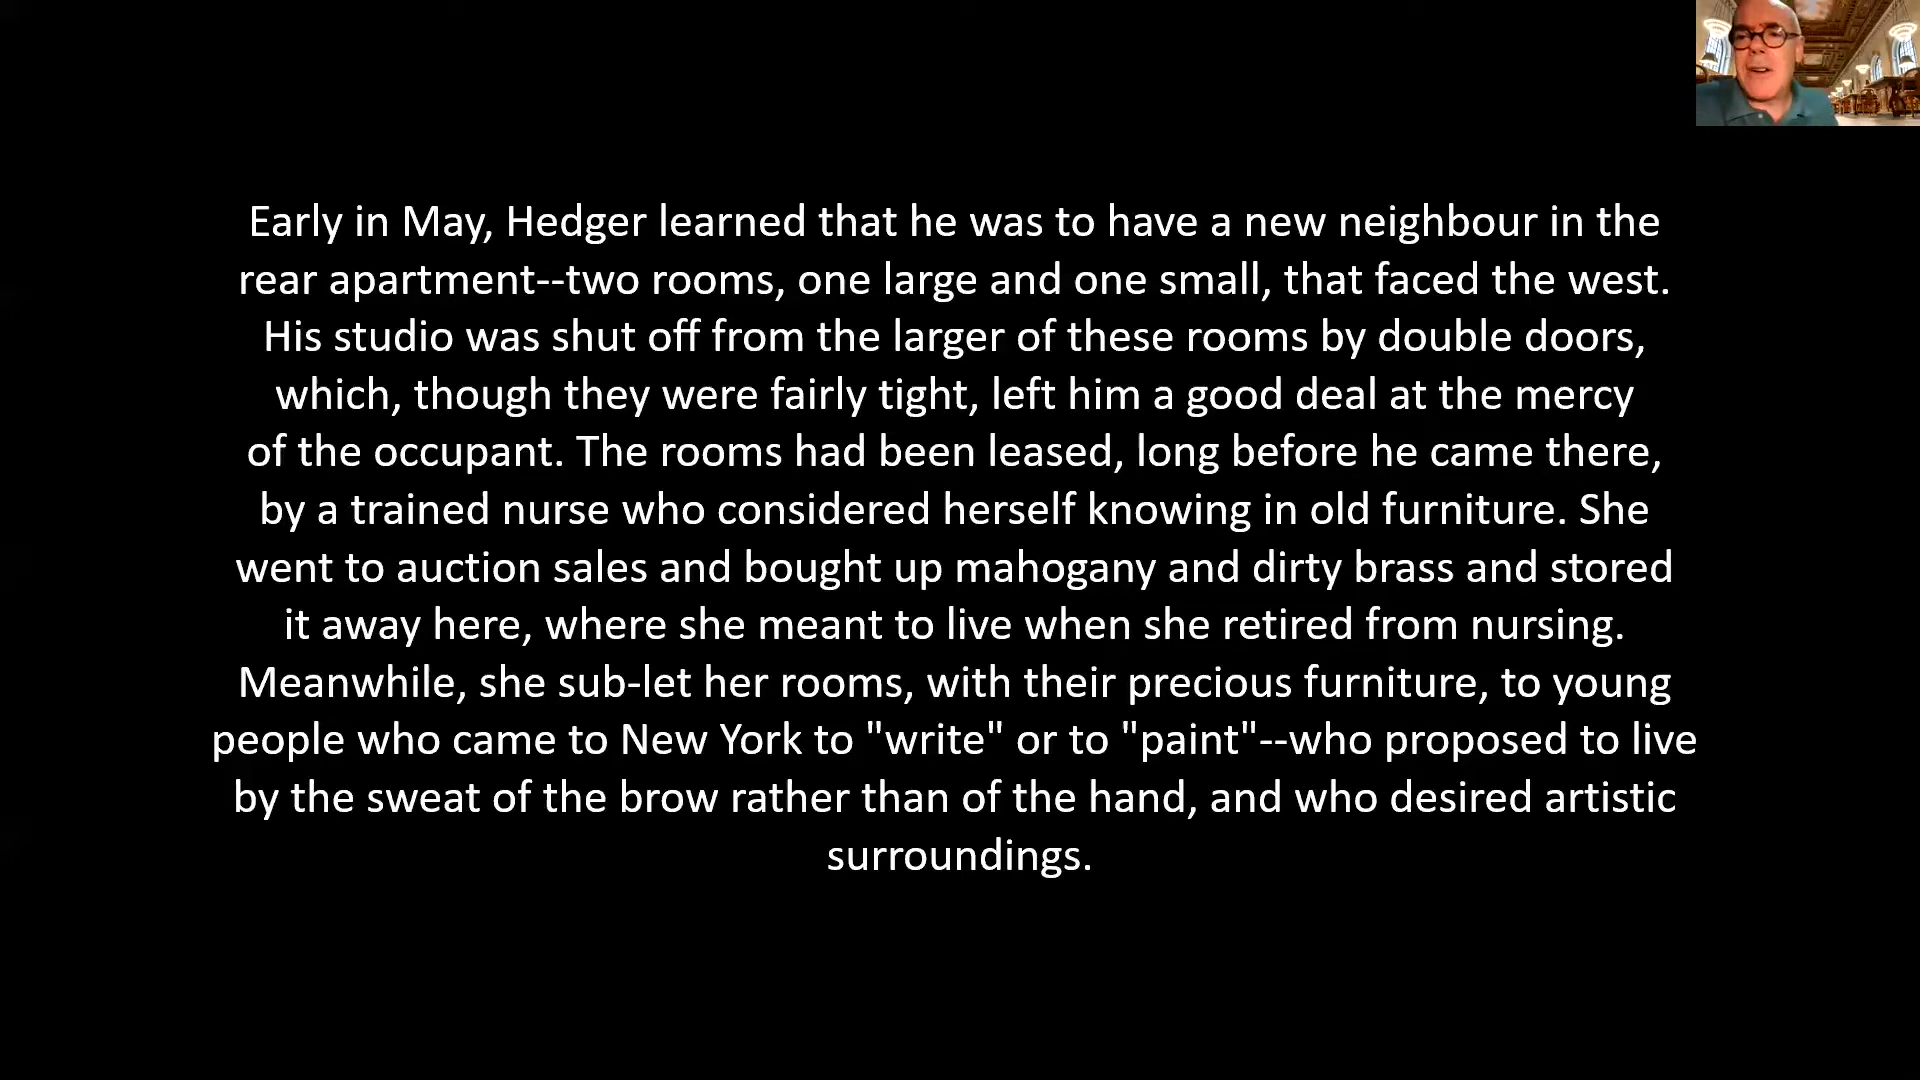 Early in May, Hedger learned that he was to have a new neighbour in the
rear apartment--two rooms, one large and one small, that faced the west.
His studio was shut off from the larger of these rooms by double doors,
which, though they were fairly tight, left him a good deal at the mercy
of the occupant. The rooms had been leased, long before he came there,
by a trained nurse who considered herself knowing in old furniture. She
went to auction sales and bought up mahogany and dirty brass and stored
it away here, where she meant to live when she retired from nursing.
Meanwhile, she sub-let her rooms, with their precious furniture, to young
people who came to New York to "write" or to "paint"--who proposed to live
by the sweat of the brow rather than of the hand, and who desired artistic
surroundings.